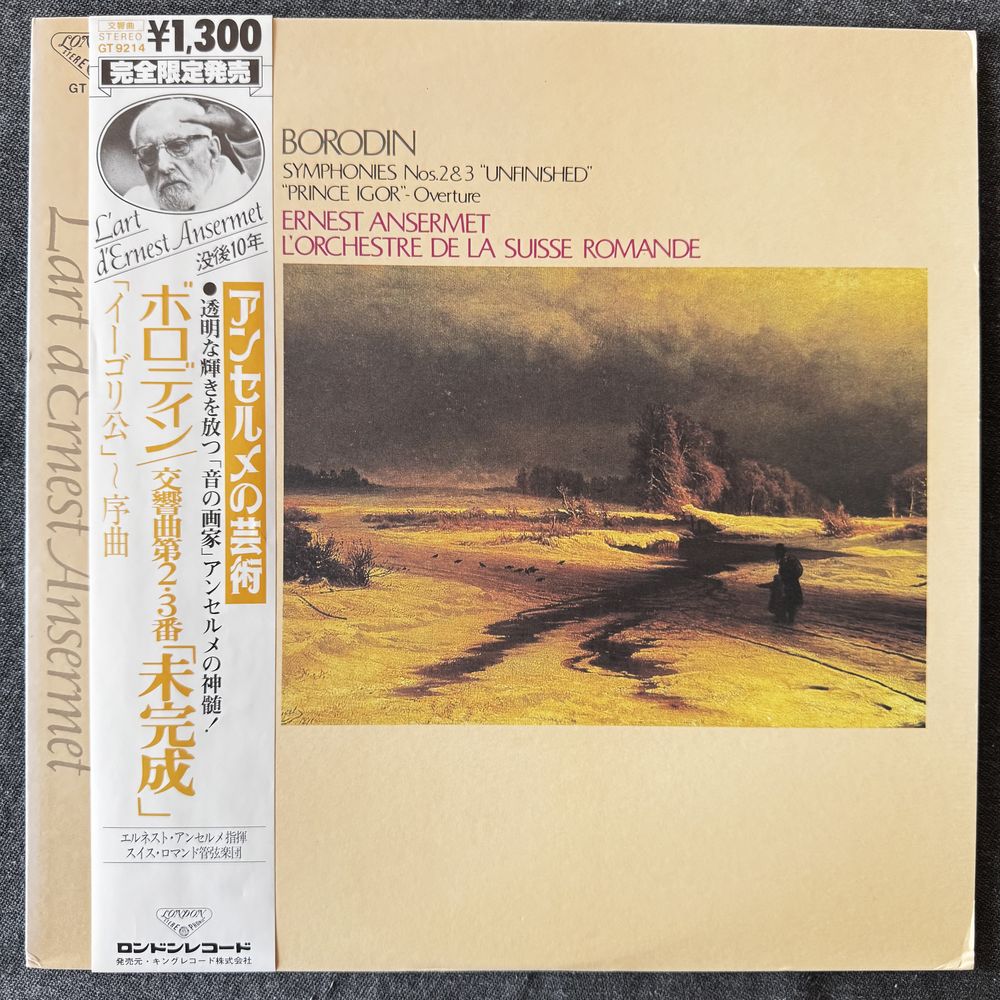 交響曲
STEREO
GT 9214
¥1,300
完全限定発売
L'art
d'Ernest Ansermet
没後10年
アンセルメの芸術
●透明な輝きを放つ「音の画家」アンセルメの神髄!
ボロディン/交響曲第2・3番「未完成」
「イーゴリ公」~序曲
エルネスト・アンセルメ指揮
スイス・ロマンド管弦楽団
LONDON
ロンドンレコード
発売元・キングレコード株式会社
GT
L'art d'Ernest Ansermet
BORODIN
SYMPHONIES Nos.2&3 "UNFINISHED"
"PRINCE IGOR"- Overture
ERNEST ANSERMET
L'ORCHESTRE DE LA SUISSE ROMANDE